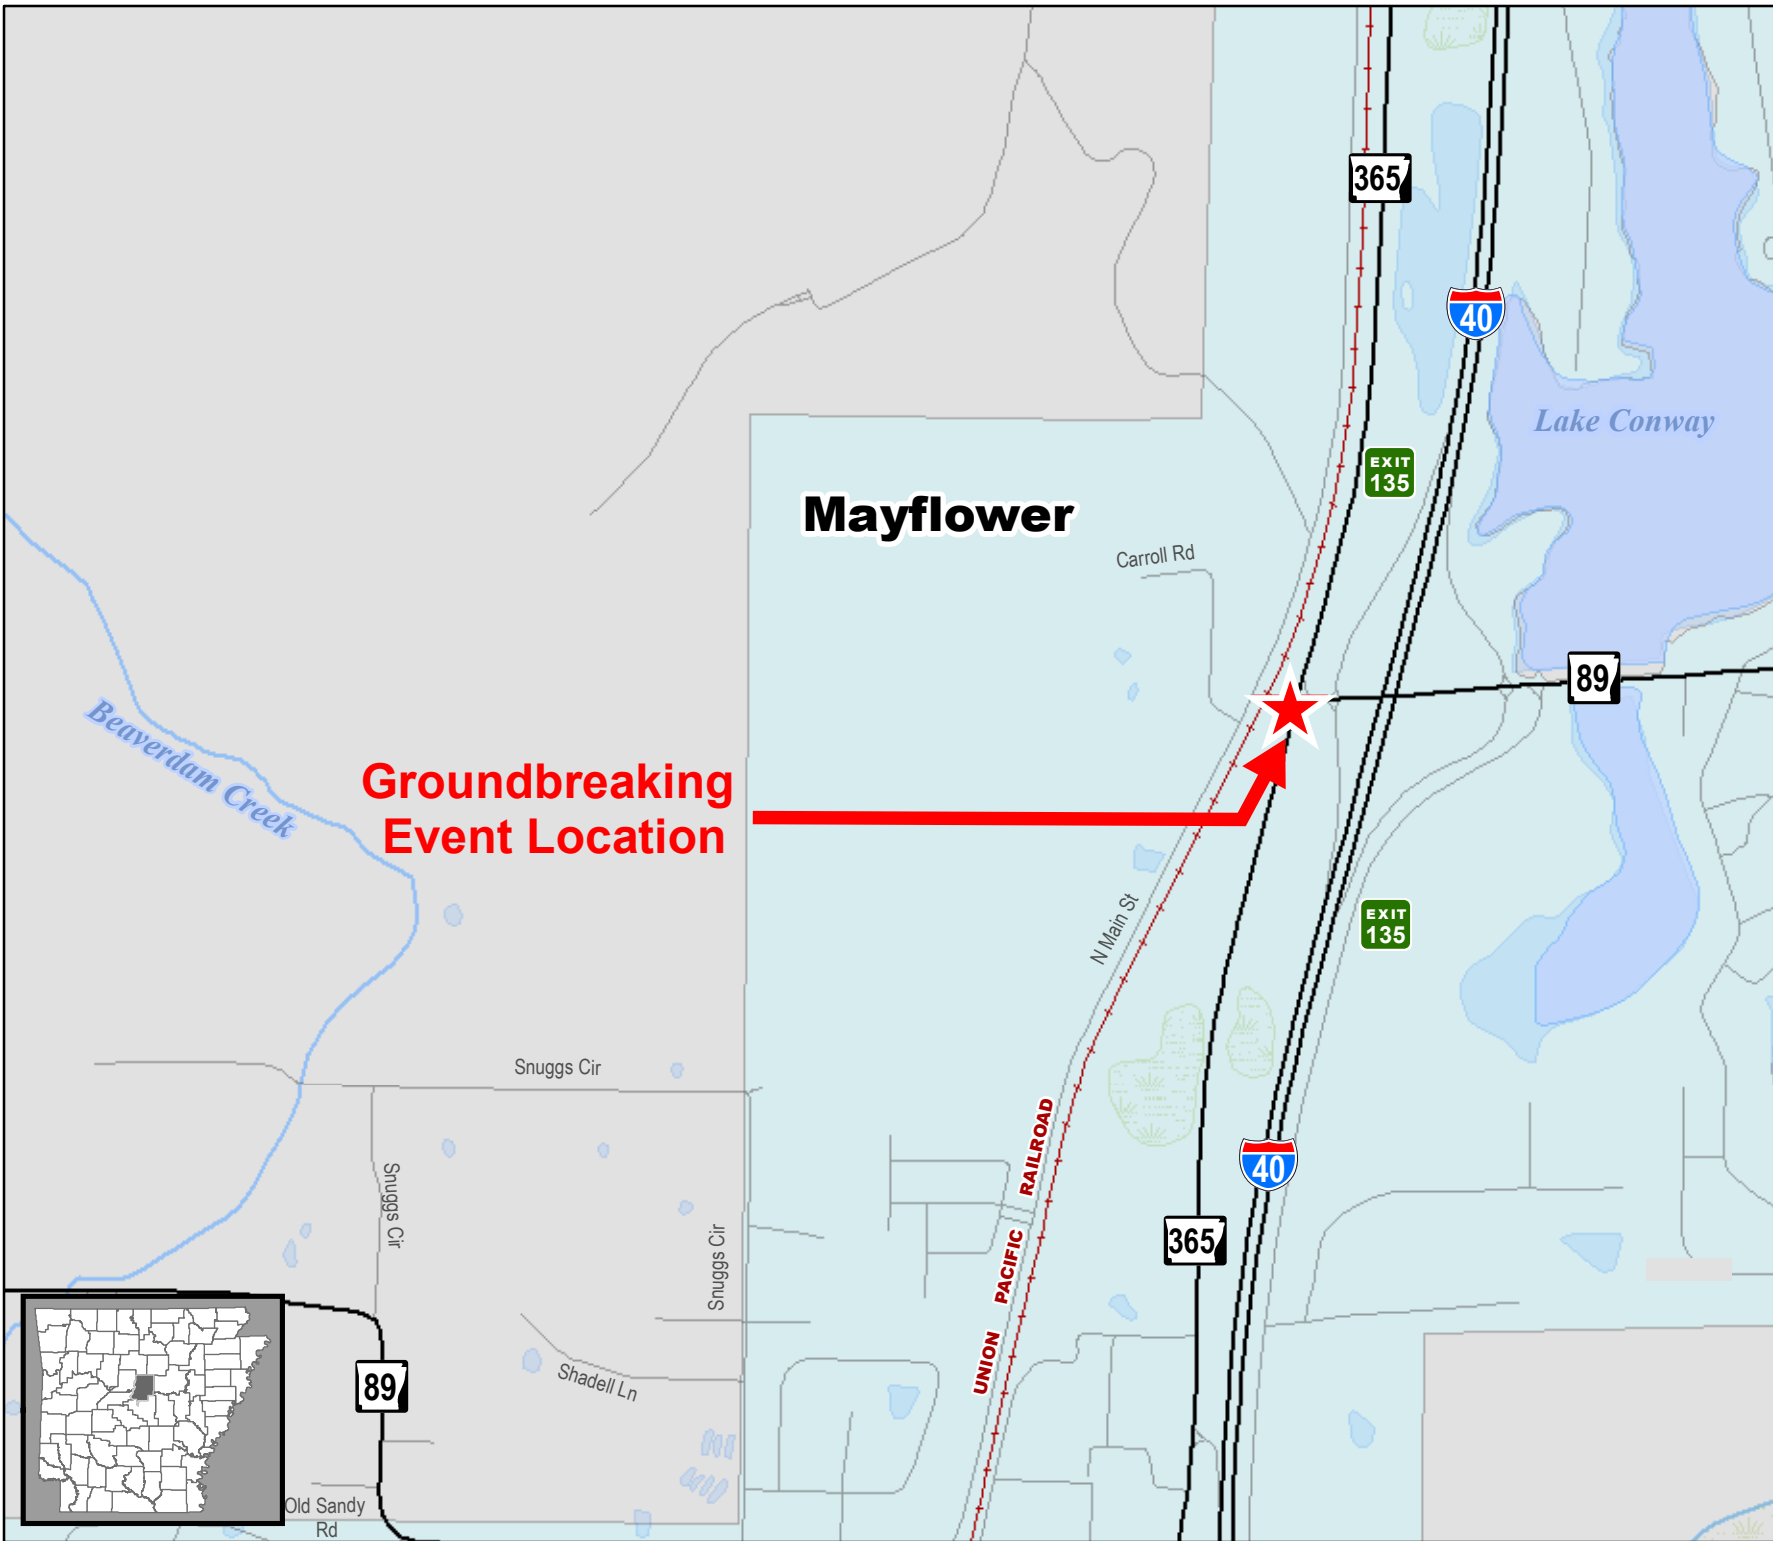 365
40
Lake Conway
EXIT
135
Mayflower
Carroll Rd
89
Beaverdam Creek
Groundbreaking
Event Location
N Main St
EXIT
135
Snuggs Cir
Snuggs Cir
Snuggs Cir
UNION PACIFIC RAILROAD
40
365
89
Shadell Ln
Old Sandy
Rd